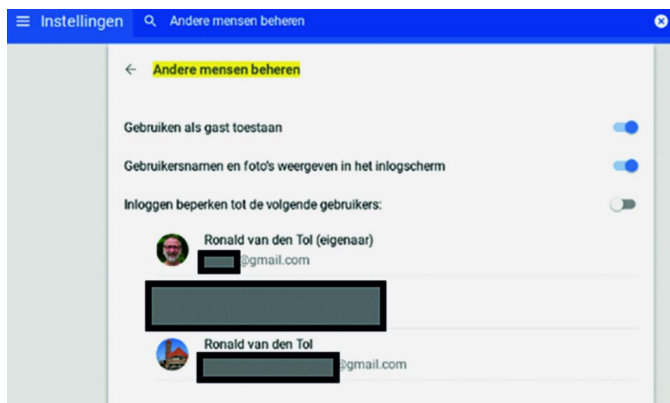 Instellingen
Andere mensen beheren
Andere mensen beheren
Gebruiken als gast toestaan
Gebruikersnamen en foto's weergeven in het inlogscherm
Inloggen beperken tot de volgende gebruikers:
Ronald van den Tol (eigenaar)
@gmail.com
Ronald van den Tol
@gmail.com